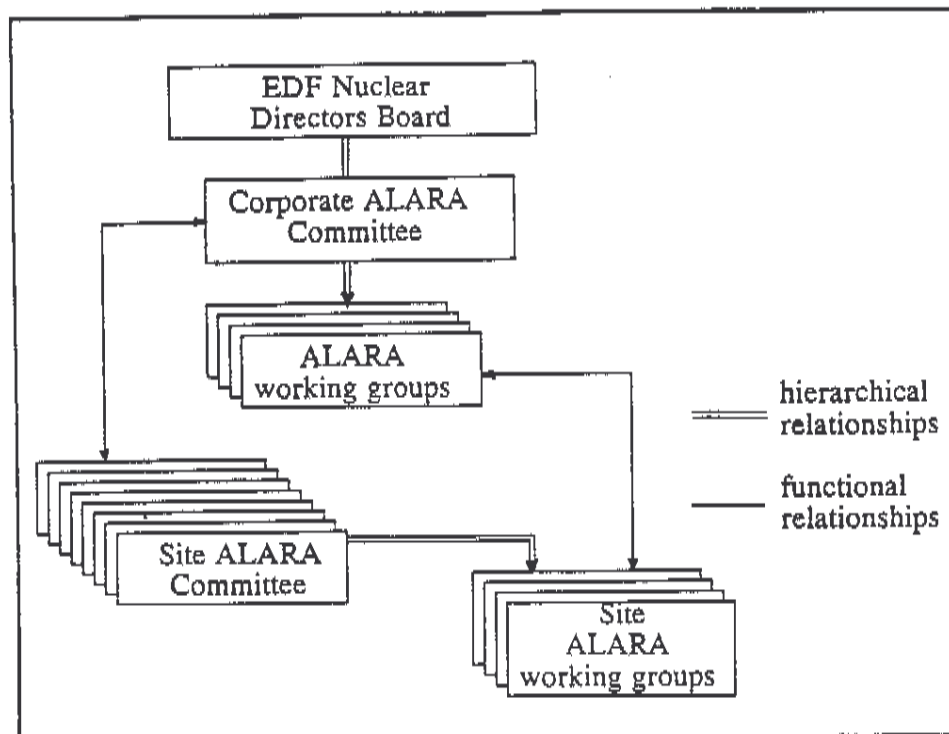 EDF Nuclear
Directors Board
Corporate ALARA
Committee
ALARA
working groups
hierarchical
relationships
functional
relationships
Site ALARA
Committee
Site
ALARA
working groups